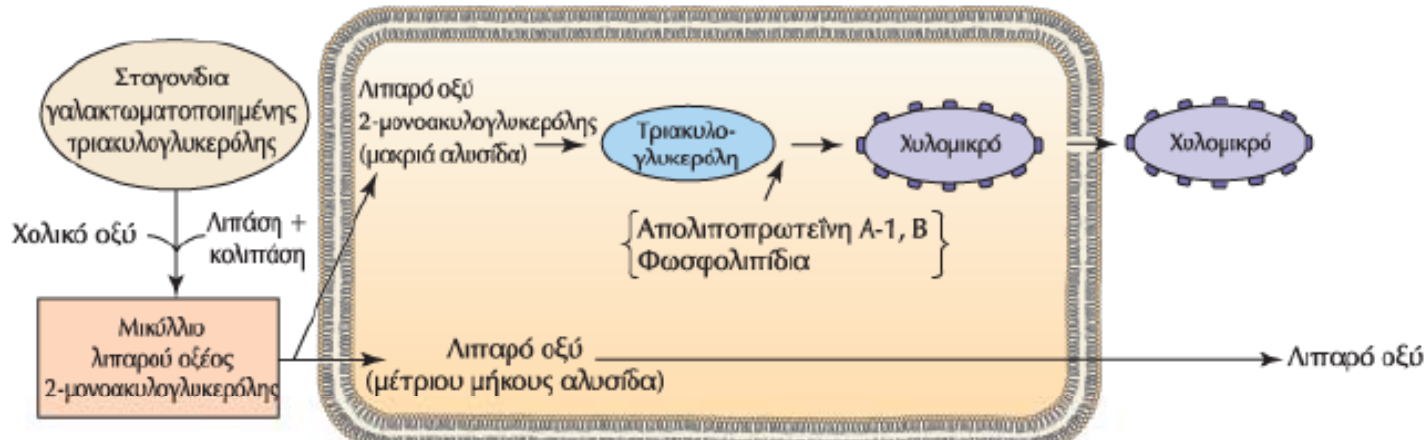 Σταγονίδια
γαλακτωματοποιημένης
τριακυλογλυκερόλης
Χολικό οξύ
Λιπάση +
κολιπάση
Μικύλλιο
λιπαρού οξέος
2-μονοακυλογλυκερόλης
Λιπαρό οξύ
2-μονοακυλογλυκερόλης
(μακριά αλυσίδα)
Τριακυλο-
γλυκερόλη
Χυλομικρό
Χυλομικρό
Απολιποπρωτεΐνη Α-1, Β
Φωσφολιπίδια
Λιπαρό οξύ
(μέτριου μήκους αλυσίδα)
Λιπαρό οξύ